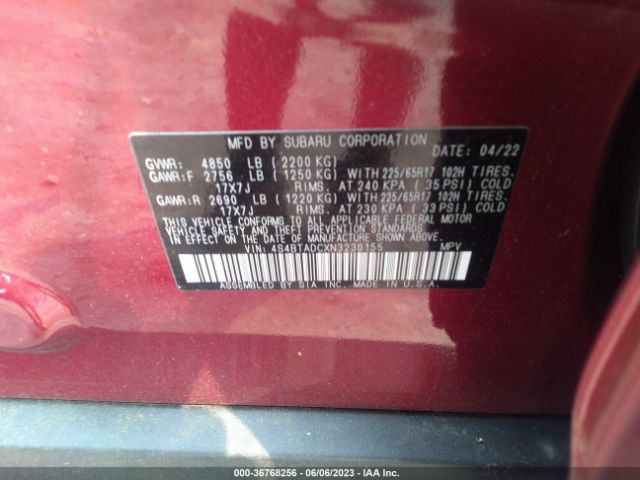 MFD BY SUBARU CORPORATION
DATE: 04/22
GVWR: 4850 LB (2200 KG)
GAWR:F 2756 LB (1250 KG) WITH 225/65R17 102H TIRES.
17X7J RIMS. AT 240 KPA (35 PSI) COLD
GAWR:R 2690 LB (1220 KG) WITH 225/65R17 102H TIRES.
17X7J RIMS. AT 230 KPA (33 PSI) COLD
THIS VEHICLE CONFORMS TO ALL APPLICABLE FEDERAL MOTOR
VEHICLE SAFETY AND THEFT PREVENTION STANDARDS IN EFFECT
ON THE DATE OF MANUFACTURE SHOWN ABOVE.
VIN: 4S4BTADCXN3230155 MPV
ASSEMBLED BY SIA INC. MADE IN U.S.A.
000-36768256 - 06/06/2023 - IAA Inc.